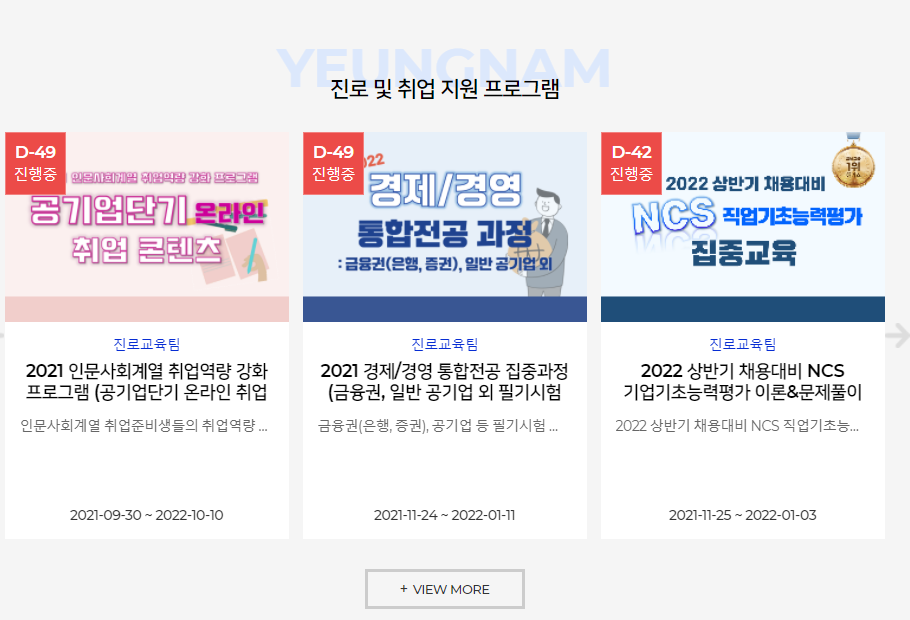 YEUNGNAM
진로 및 취업 지원 프로그램
D-49
진행중
인문사회계열 취업역량 강화 프로그램
공기업단기 온라인
취업 콘텐츠
진로교육팀
2021 인문사회계열 취업역량 강화
프로그램 (공기업단기 온라인 취업
인문사회계열 취업준비생들의 취업역량 ...
2021-09-30 ~ 2022-10-10
D-49
진행중
022
경제/경영
통합전공 과정
: 금융권(은행, 증권), 일반 공기업 외
진로교육팀
2021 경제/경영 통합전공 집중과정
(금융권, 일반 공기업 외 필기시험
금융권(은행, 증권), 공기업 등 필기시험 ...
2021-11-24 ~ 2022-01-11
D-42
진행중
1위
2022 상반기 채용대비
NCS 직업기초능력평가
집중교육
진로교육팀
2022 상반기 채용대비 NCS
기업기초능력평가 이론&문제풀이
2022 상반기 채용대비 NCS 직업기초능...
2021-11-25 ~ 2022-01-03
+ VIEW MORE